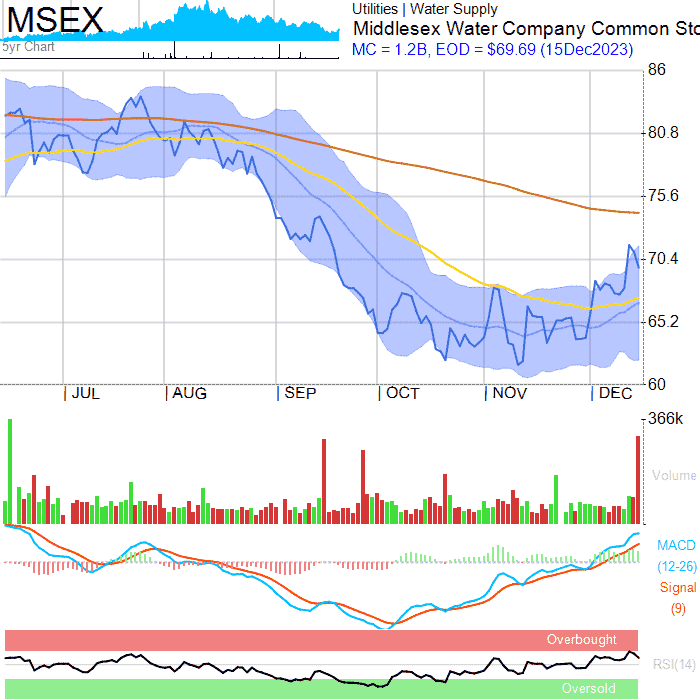 MSEX
5yr Chart
Utilities | Water Supply
Middlesex Water Company Common Sto
MC = 1.2B, EOD = $69.69 (15Dec2023)
86
80.8
75.6
70.4
65.2
60
JUL AUG SEP OCT NOV DEC
366k
Volume
MACD
(12-26)
Signal
(9)
Overbought
RSI(14)
Oversold